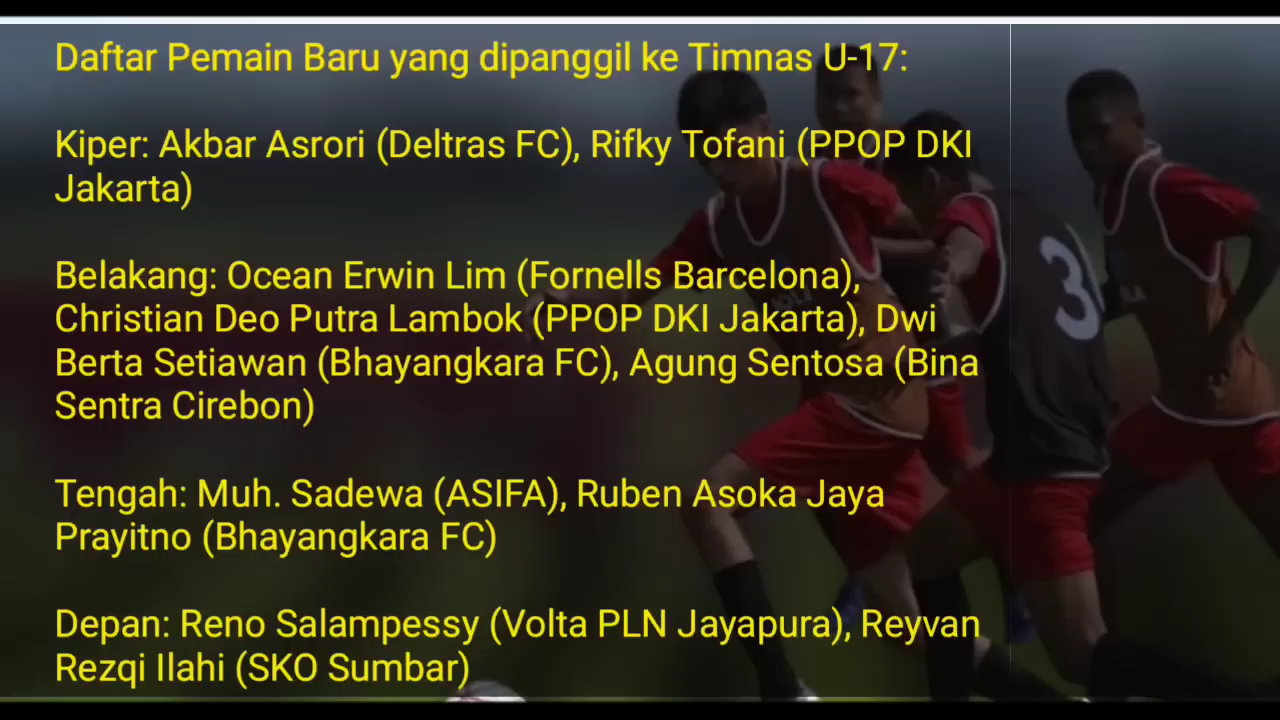 Daftar Pemain Baru yang dipanggil ke Timnas U-17:
Kiper: Akbar Asrori (Deltras FC), Rifky Tofani (PPOP DKI
Jakarta)
Belakang: Ocean Erwin Lim (Fornells Barcelona),
Christian Deo Putra Lambok (PPOP DKI Jakarta), Dwi
Berta Setiawan (Bhayangkara FC), Agung Sentosa (Bina
Sentra Cirebon)
Tengah: Muh. Sadewa (ASIFA), Ruben Asoka Jaya
Prayitno (Bhayangkara FC)
Depan: Reno Salampessy (Volta PLN Jayapura), Reyvan
Rezqi Ilahi (SKO Sumbar)